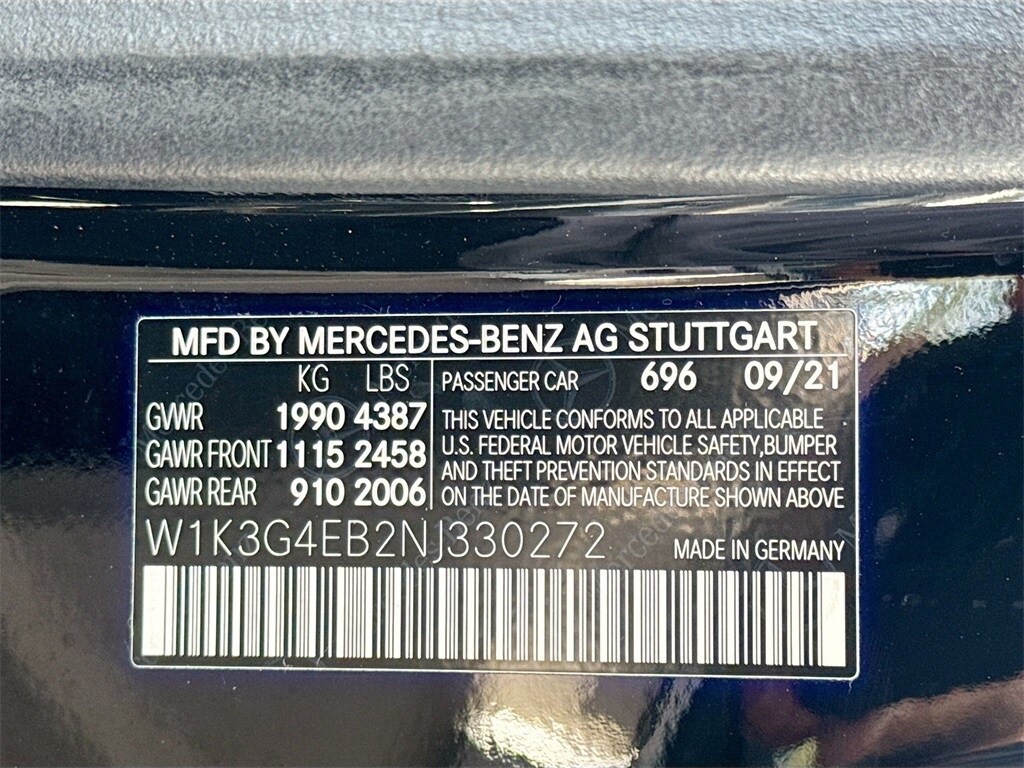 MFD BY MERCEDES-BENZ AG STUTTGART
KG LBS
GWR 1990 4387
GAWR FRONT 1115 2458
GAWR REAR 910 2006
PASSENGER CAR 696 09/21
THIS VEHICLE CONFORMS TO ALL APPLICABLE
U.S. FEDERAL MOTOR VEHICLE SAFETY, BUMPER
AND THEFT PREVENTION STANDARDS IN EFFECT
ON THE DATE OF MANUFACTURE SHOWN ABOVE
W1K3G4EB2NJ330272
MADE IN GERMANY